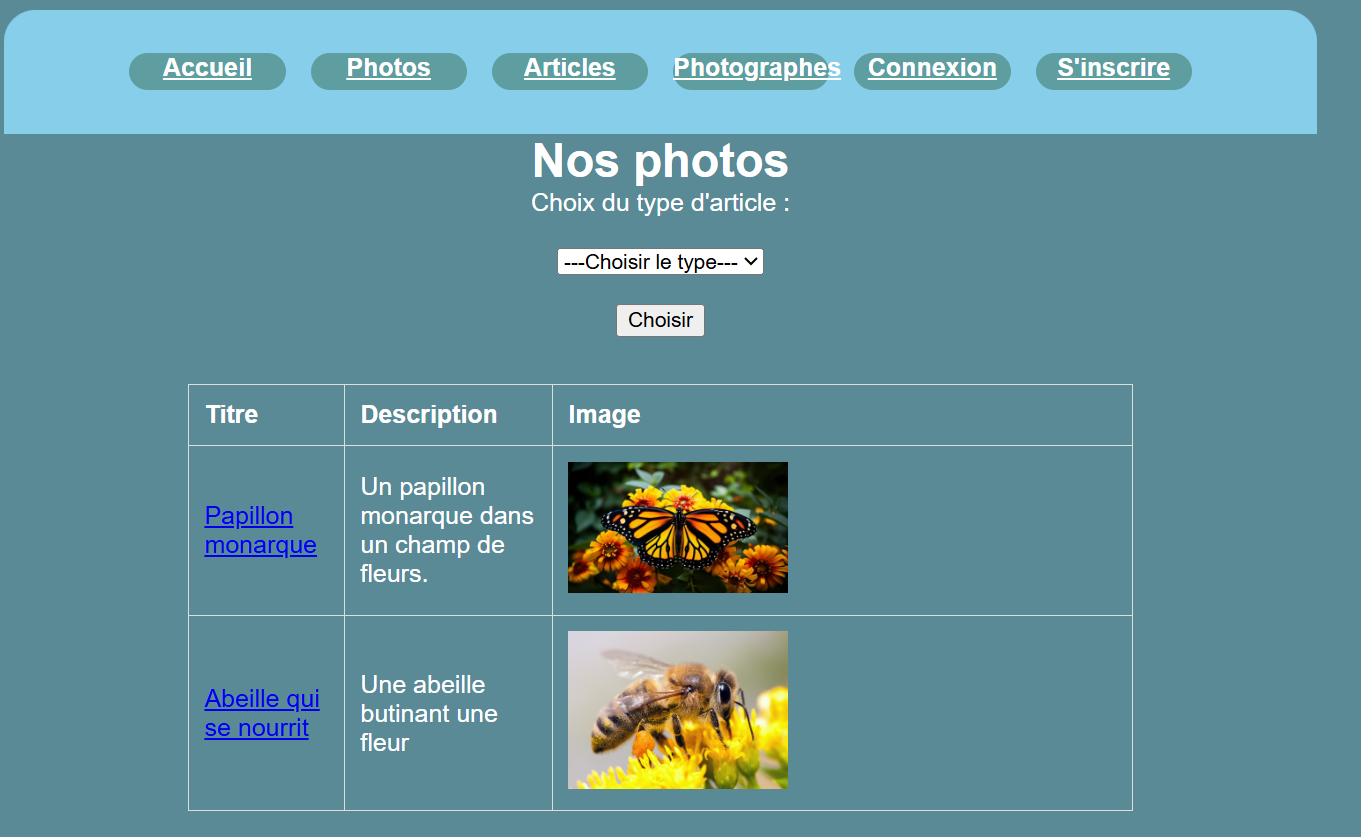 Accueil Photos Articles Photographes Connexion S'inscrire
Nos photos
Choix du type d'article :
---Choisir le type---
Choisir
Titre Description Image
Papillon
monarque
Un papillon
monarque dans
un champ de
fleurs.
Abeille qui
se nourrit
Une abeille
butinant une
fleur